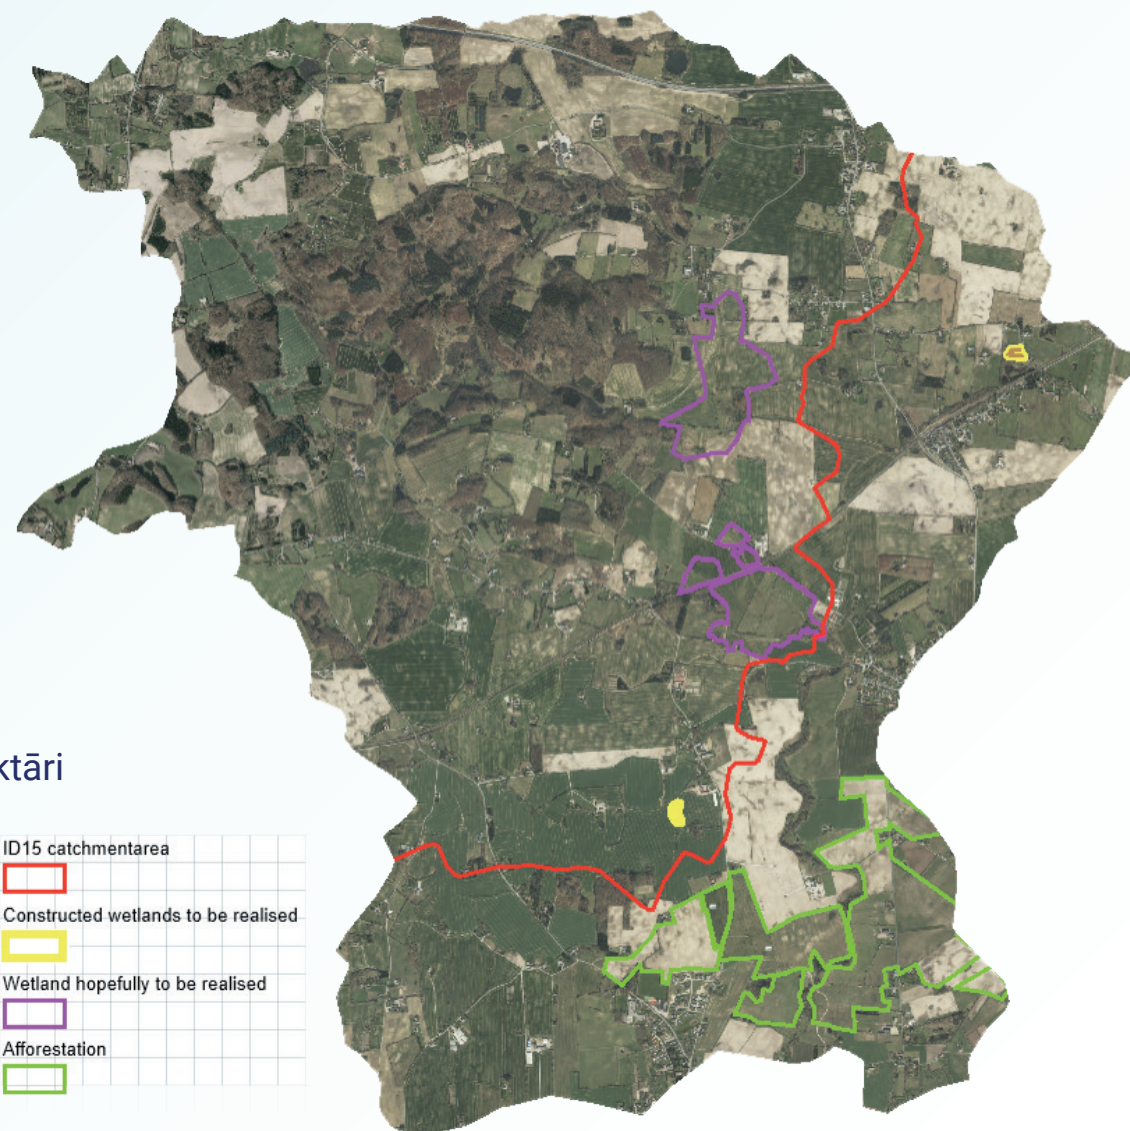 ktāri
ID15 catchmentarea
Constructed wetlands to be realised
Wetland hopefully to be realised
Afforestation